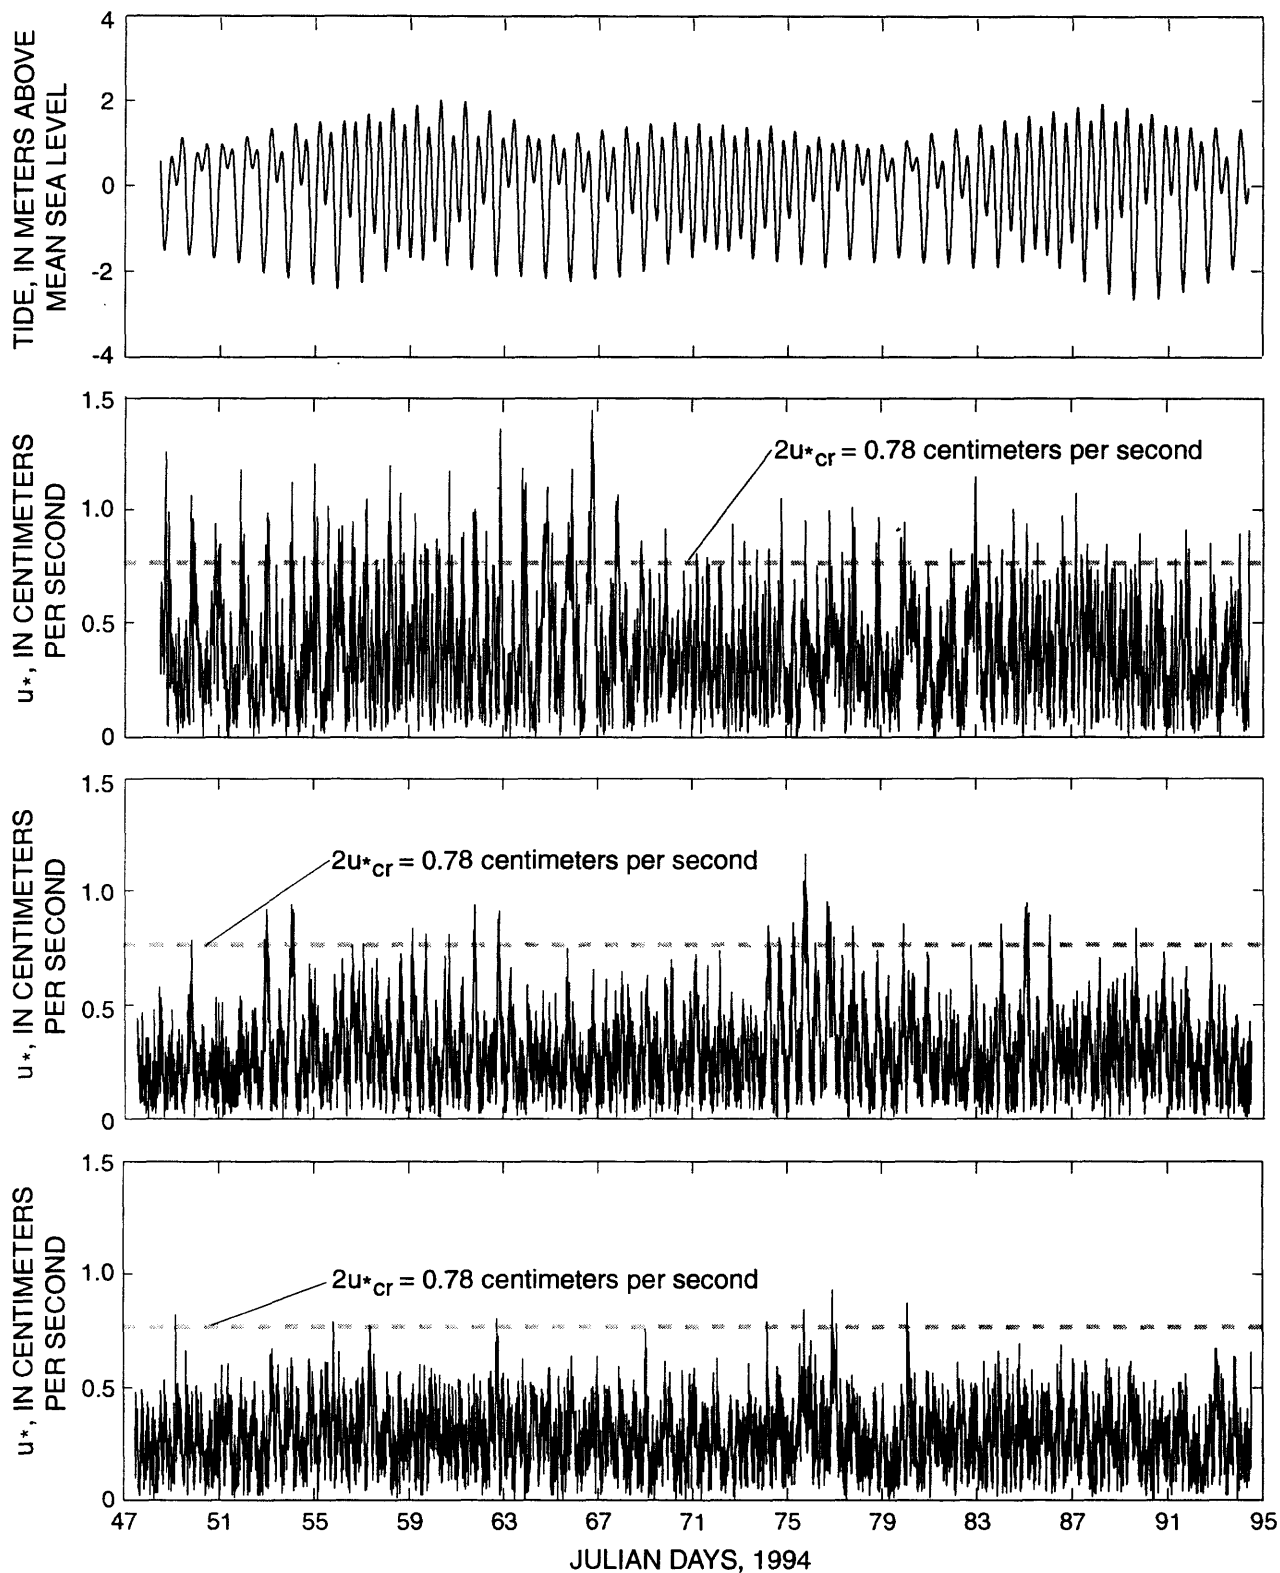 TIDE, IN METERS ABOVE
MEAN SEA LEVEL
4
2
0
-2
-4
u*, IN CENTIMETERS
PER SECOND
1.5
1.0
0.5
0
2u*cr = 0.78 centimeters per second
u*, IN CENTIMETERS
PER SECOND
1.5
1.0
0.5
0
2u*cr = 0.78 centimeters per second
u*, IN CENTIMETERS
PER SECOND
1.5
1.0
0.5
0
2u*cr = 0.78 centimeters per second
47 51 55 59 63 67 71 75 79 83 87 91 95
JULIAN DAYS, 1994